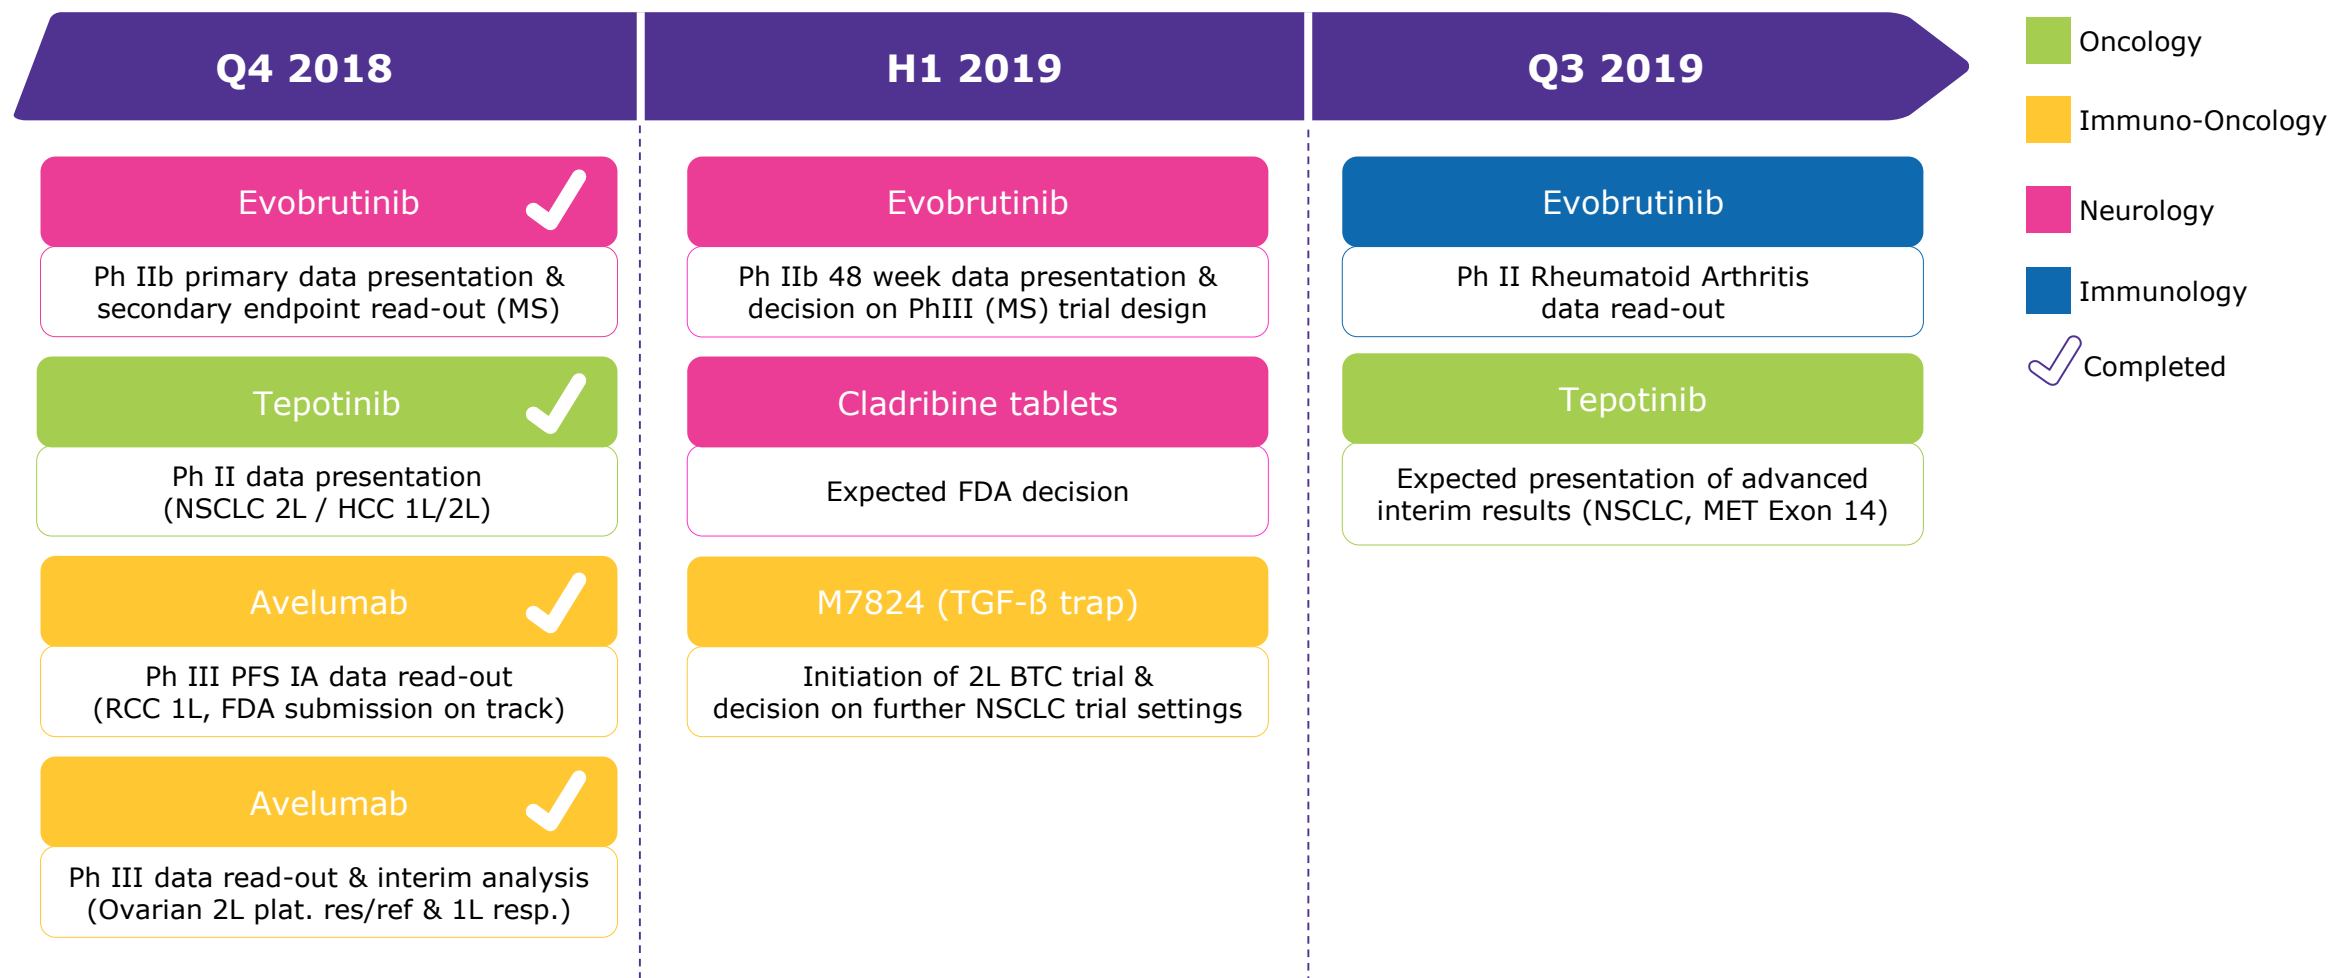 Q4 2018
H1 2019
Q3 2019
Evobrutinib
Ph IIb primary data presentation &
secondary endpoint read-out (MS)
Tepotinib
Ph II data presentation
(NSCLC 2L / HCC 1L/2L)
Avelumab
Ph III PFS IA data read-out
(RCC 1L, FDA submission on track)
Avelumab
Ph III data read-out & interim analysis
(Ovarian 2L plat. res/ref & 1L resp.)
Evobrutinib
Ph IIb 48 week data presentation &
decision on PhIII (MS) trial design
Cladribine tablets
Expected FDA decision
M7824 (TGF-ß trap)
Initiation of 2L BTC trial &
decision on further NSCLC trial settings
Evobrutinib
Ph II Rheumatoid Arthritis
data read-out
Tepotinib
Expected presentation of advanced
interim results (NSCLC, MET Exon 14)
Oncology
Immuno-Oncology
Neurology
Immunology
Completed